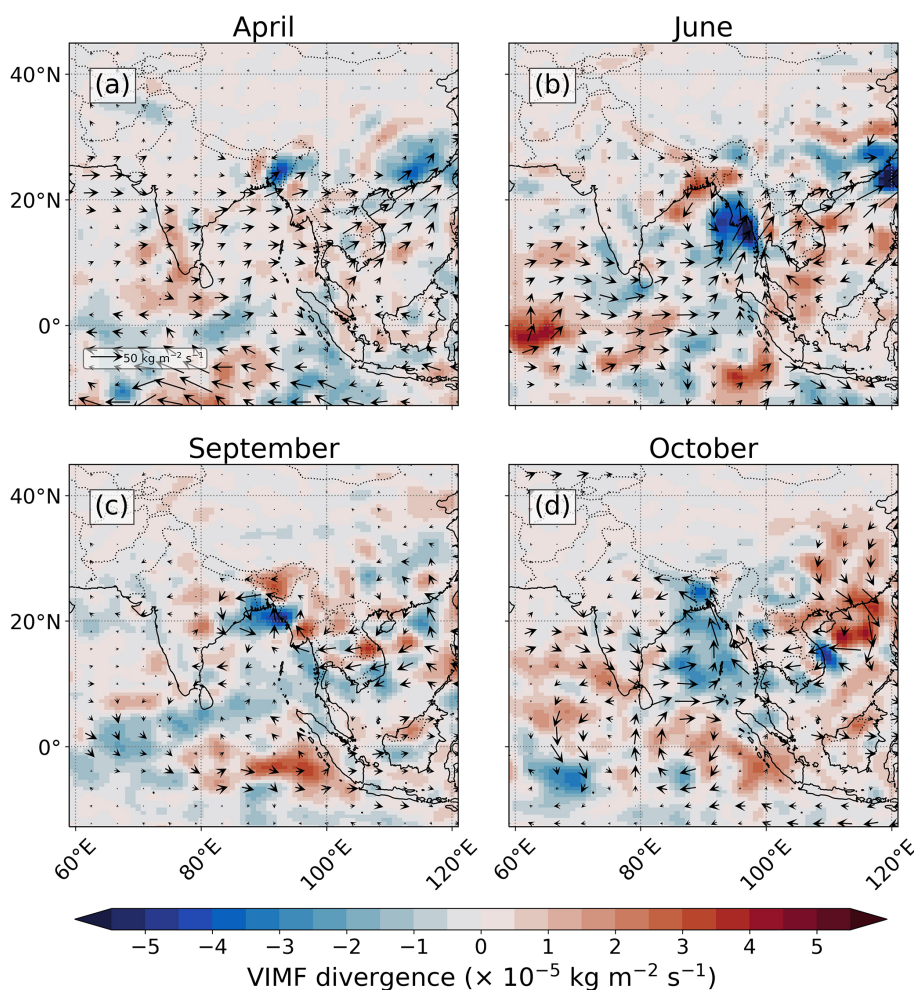 April
June
(a)
(b)
40°N
20°N
0°
50 kg m⁻² s⁻¹
September
October
(c)
(d)
40°N
20°N
0°
60°E
80°E
100°E
120°E
60°E
80°E
100°E
120°E
−5
−4
−3
−2
−1
0
1
2
3
4
5
VIMF divergence (× 10⁻⁵ kg m⁻² s⁻¹)